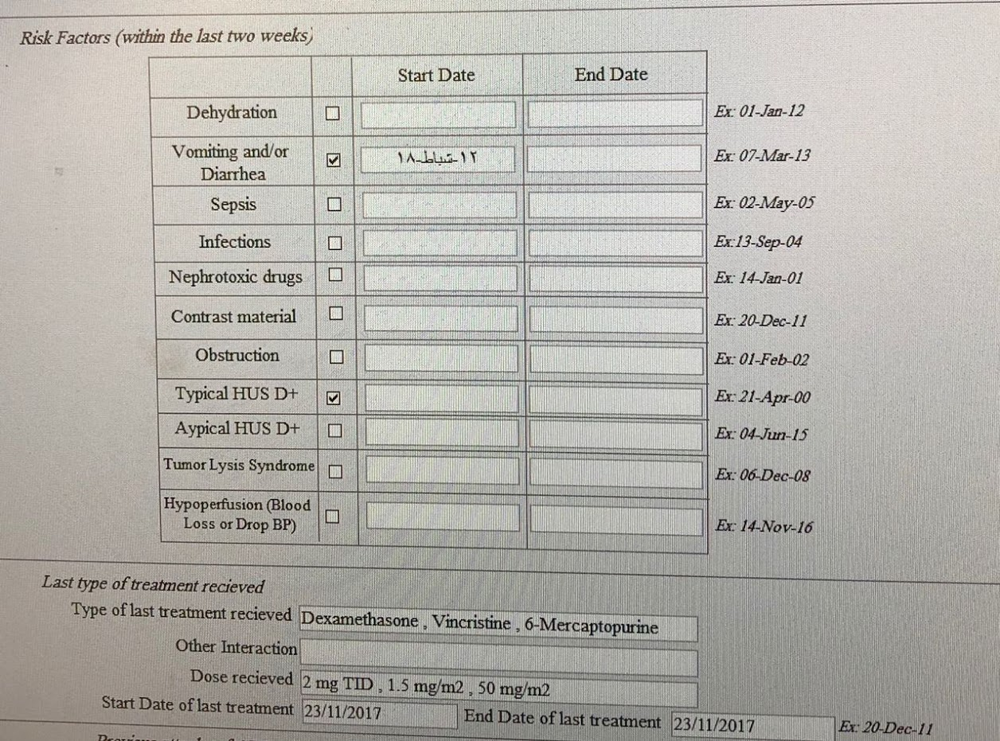 Risk Factors (within the last two weeks)
Start Date End Date
Dehydration Ex: 01-Jan-12
Vomiting and/or
Diarrhea ١٢-شباط-١٨ Ex: 07-Mar-13
Sepsis Ex: 02-May-05
Infections Ex:13-Sep-04
Nephrotoxic drugs Ex: 14-Jan-01
Contrast material Ex: 20-Dec-11
Obstruction Ex: 01-Feb-02
Typical HUS D+ Ex: 21-Apr-00
Aypical HUS D+ Ex: 04-Jun-15
Tumor Lysis Syndrome Ex: 06-Dec-08
Hypoperfusion (Blood
Loss or Drop BP) Ex: 14-Nov-16
Last type of treatment recieved
Type of last treatment recieved Dexamethasone , Vincristine , 6-Mercaptopurine
Other Interaction
Dose recieved 2 mg TID , 1.5 mg/m2 , 50 mg/m2
Start Date of last treatment 23/11/2017 End Date of last treatment 23/11/2017 Ex: 20-Dec-11